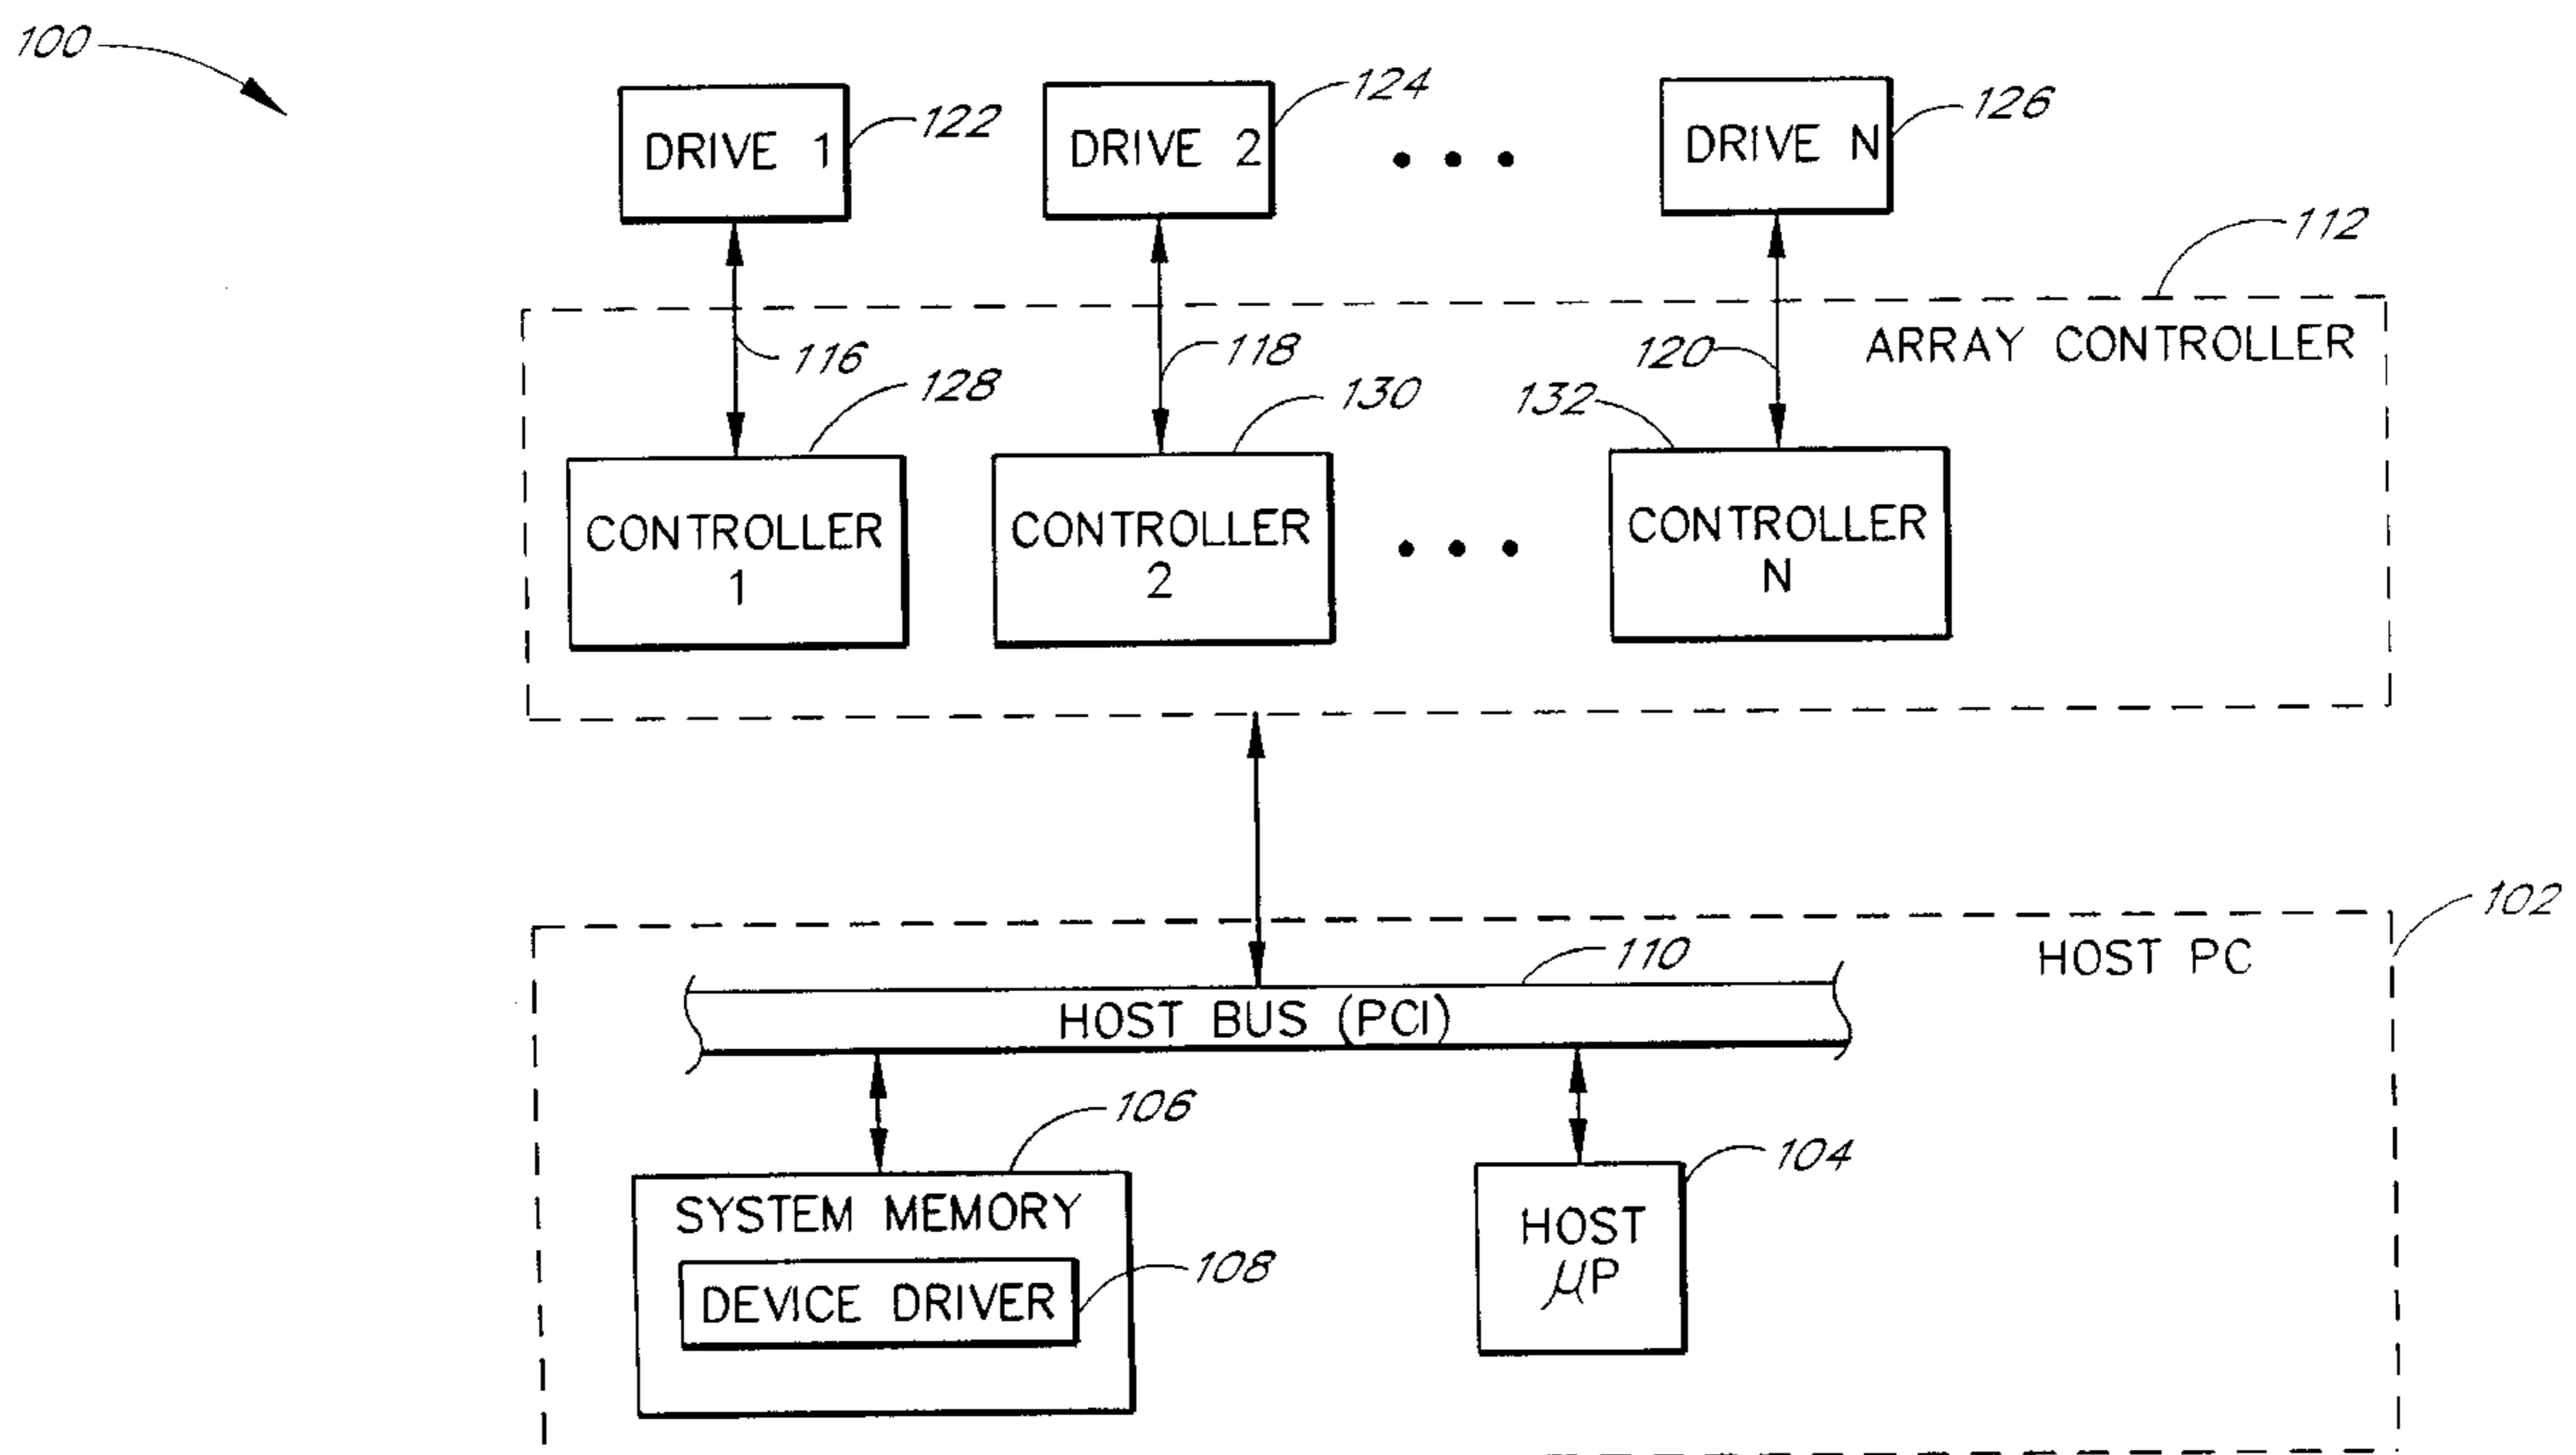 100
DRIVE 1
122
DRIVE 2
124
DRIVE N
126
112
ARRAY CONTROLLER
116
118
120
128
130
132
CONTROLLER
1
CONTROLLER
2
CONTROLLER
N
102
HOST PC
110
HOST BUS (PCI)
106
SYSTEM MEMORY
108
DEVICE DRIVER
104
HOST
μP